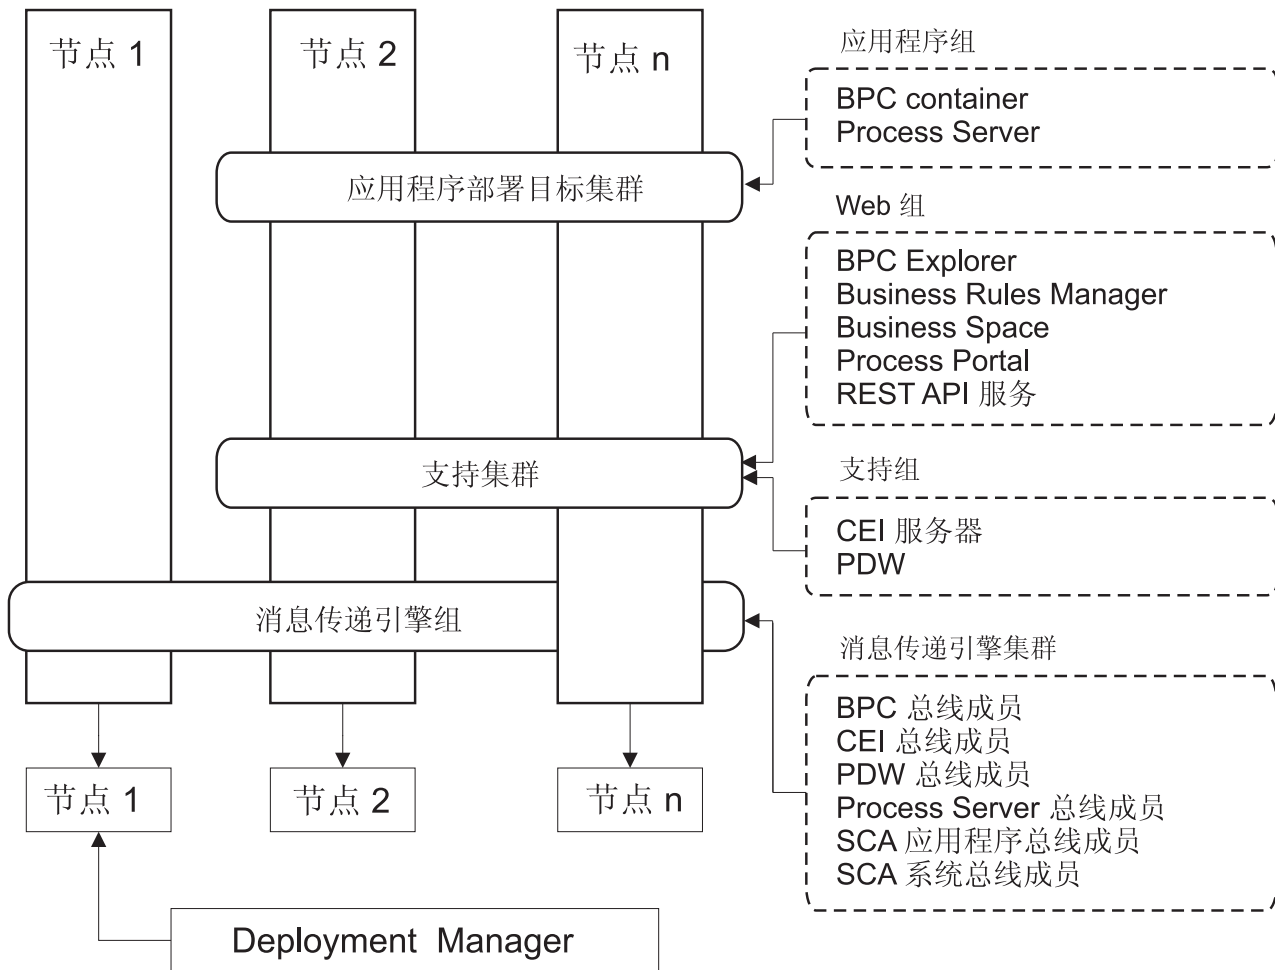 节点 1
节点 2
节点 n
应用程序组
BPC container
Process Server
应用程序部署目标集群
Web 组
BPC Explorer
Business Rules Manager
Business Space
Process Portal
REST API 服务
支持集群
支持组
CEI 服务器
PDW
消息传递引擎组
消息传递引擎集群
BPC 总线成员
CEI 总线成员
PDW 总线成员
Process Server 总线成员
SCA 应用程序总线成员
SCA 系统总线成员
节点 1
节点 2
节点 n
Deployment Manager